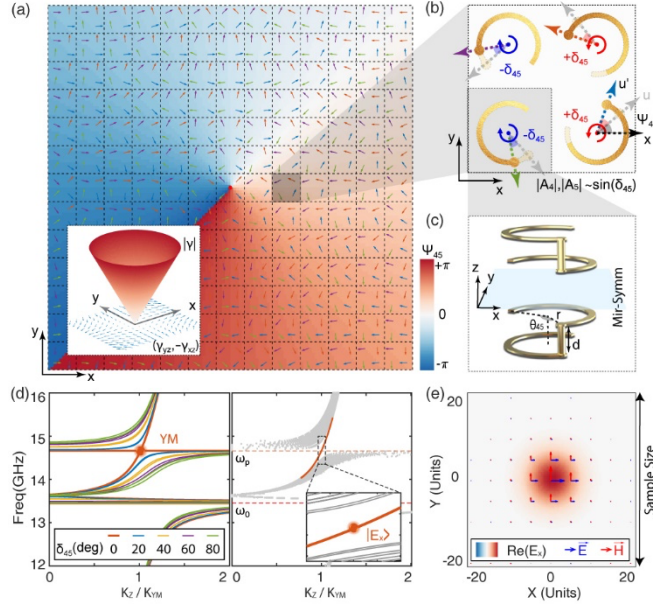 (a)
|γ|
y
x
(γyz,-γxz)
y
x
Ψ45
+π
0
-π
(b)
-δ45
+δ45
u'
u
-δ45
+δ45
Ψ4
x
y
x
|A4|,|A5| ~sin(δ45)
(c)
z
y
x
r
θ45
d
Mir-Symm
(d)
Freq(GHz)
16
15
14
13
12
YM
δ45(deg)
0
20
40
60
80
0
1
2
KZ / KYM
ωp
ω0
|Ex⟩
0
1
2
KZ / KYM
(e)
Y (Units)
20
0
-20
Sample Size
Re(Ex)
E
H
-20
0
20
X (Units)